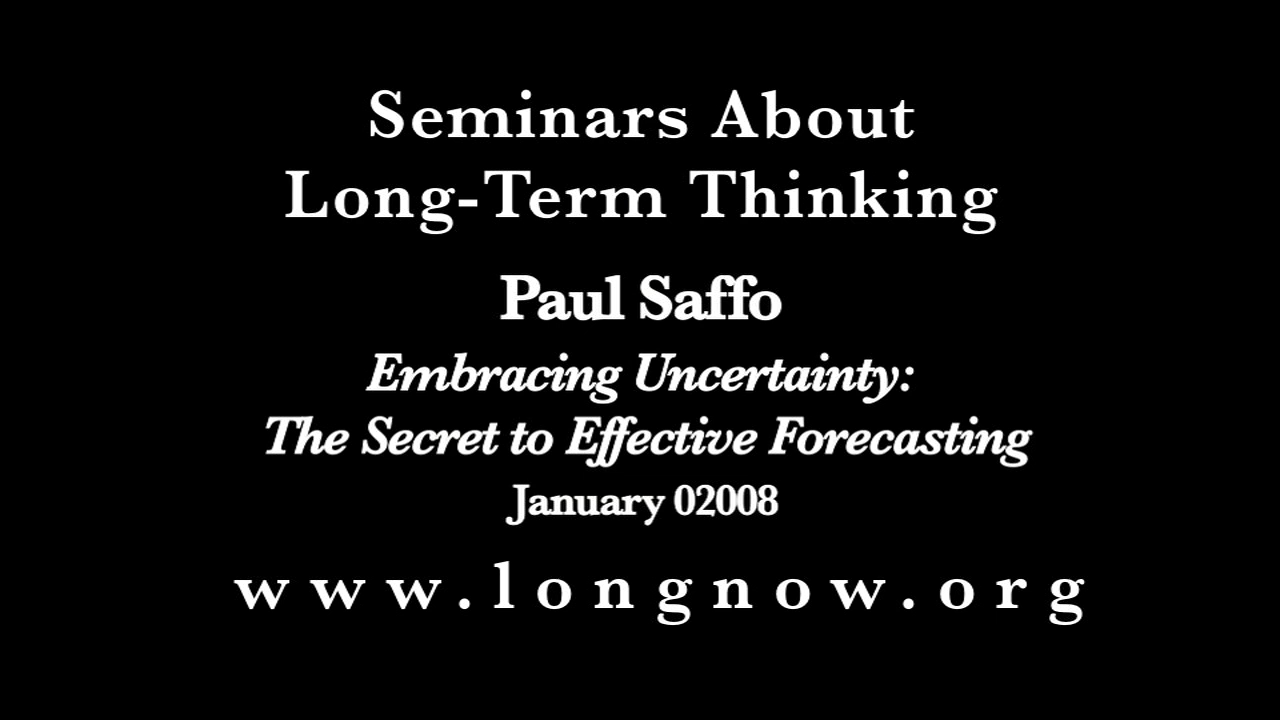 Seminars About
Long-Term Thinking
Paul Saffo
Embracing Uncertainty:
The Secret to Effective Forecasting
January 02008
www.longnow.org